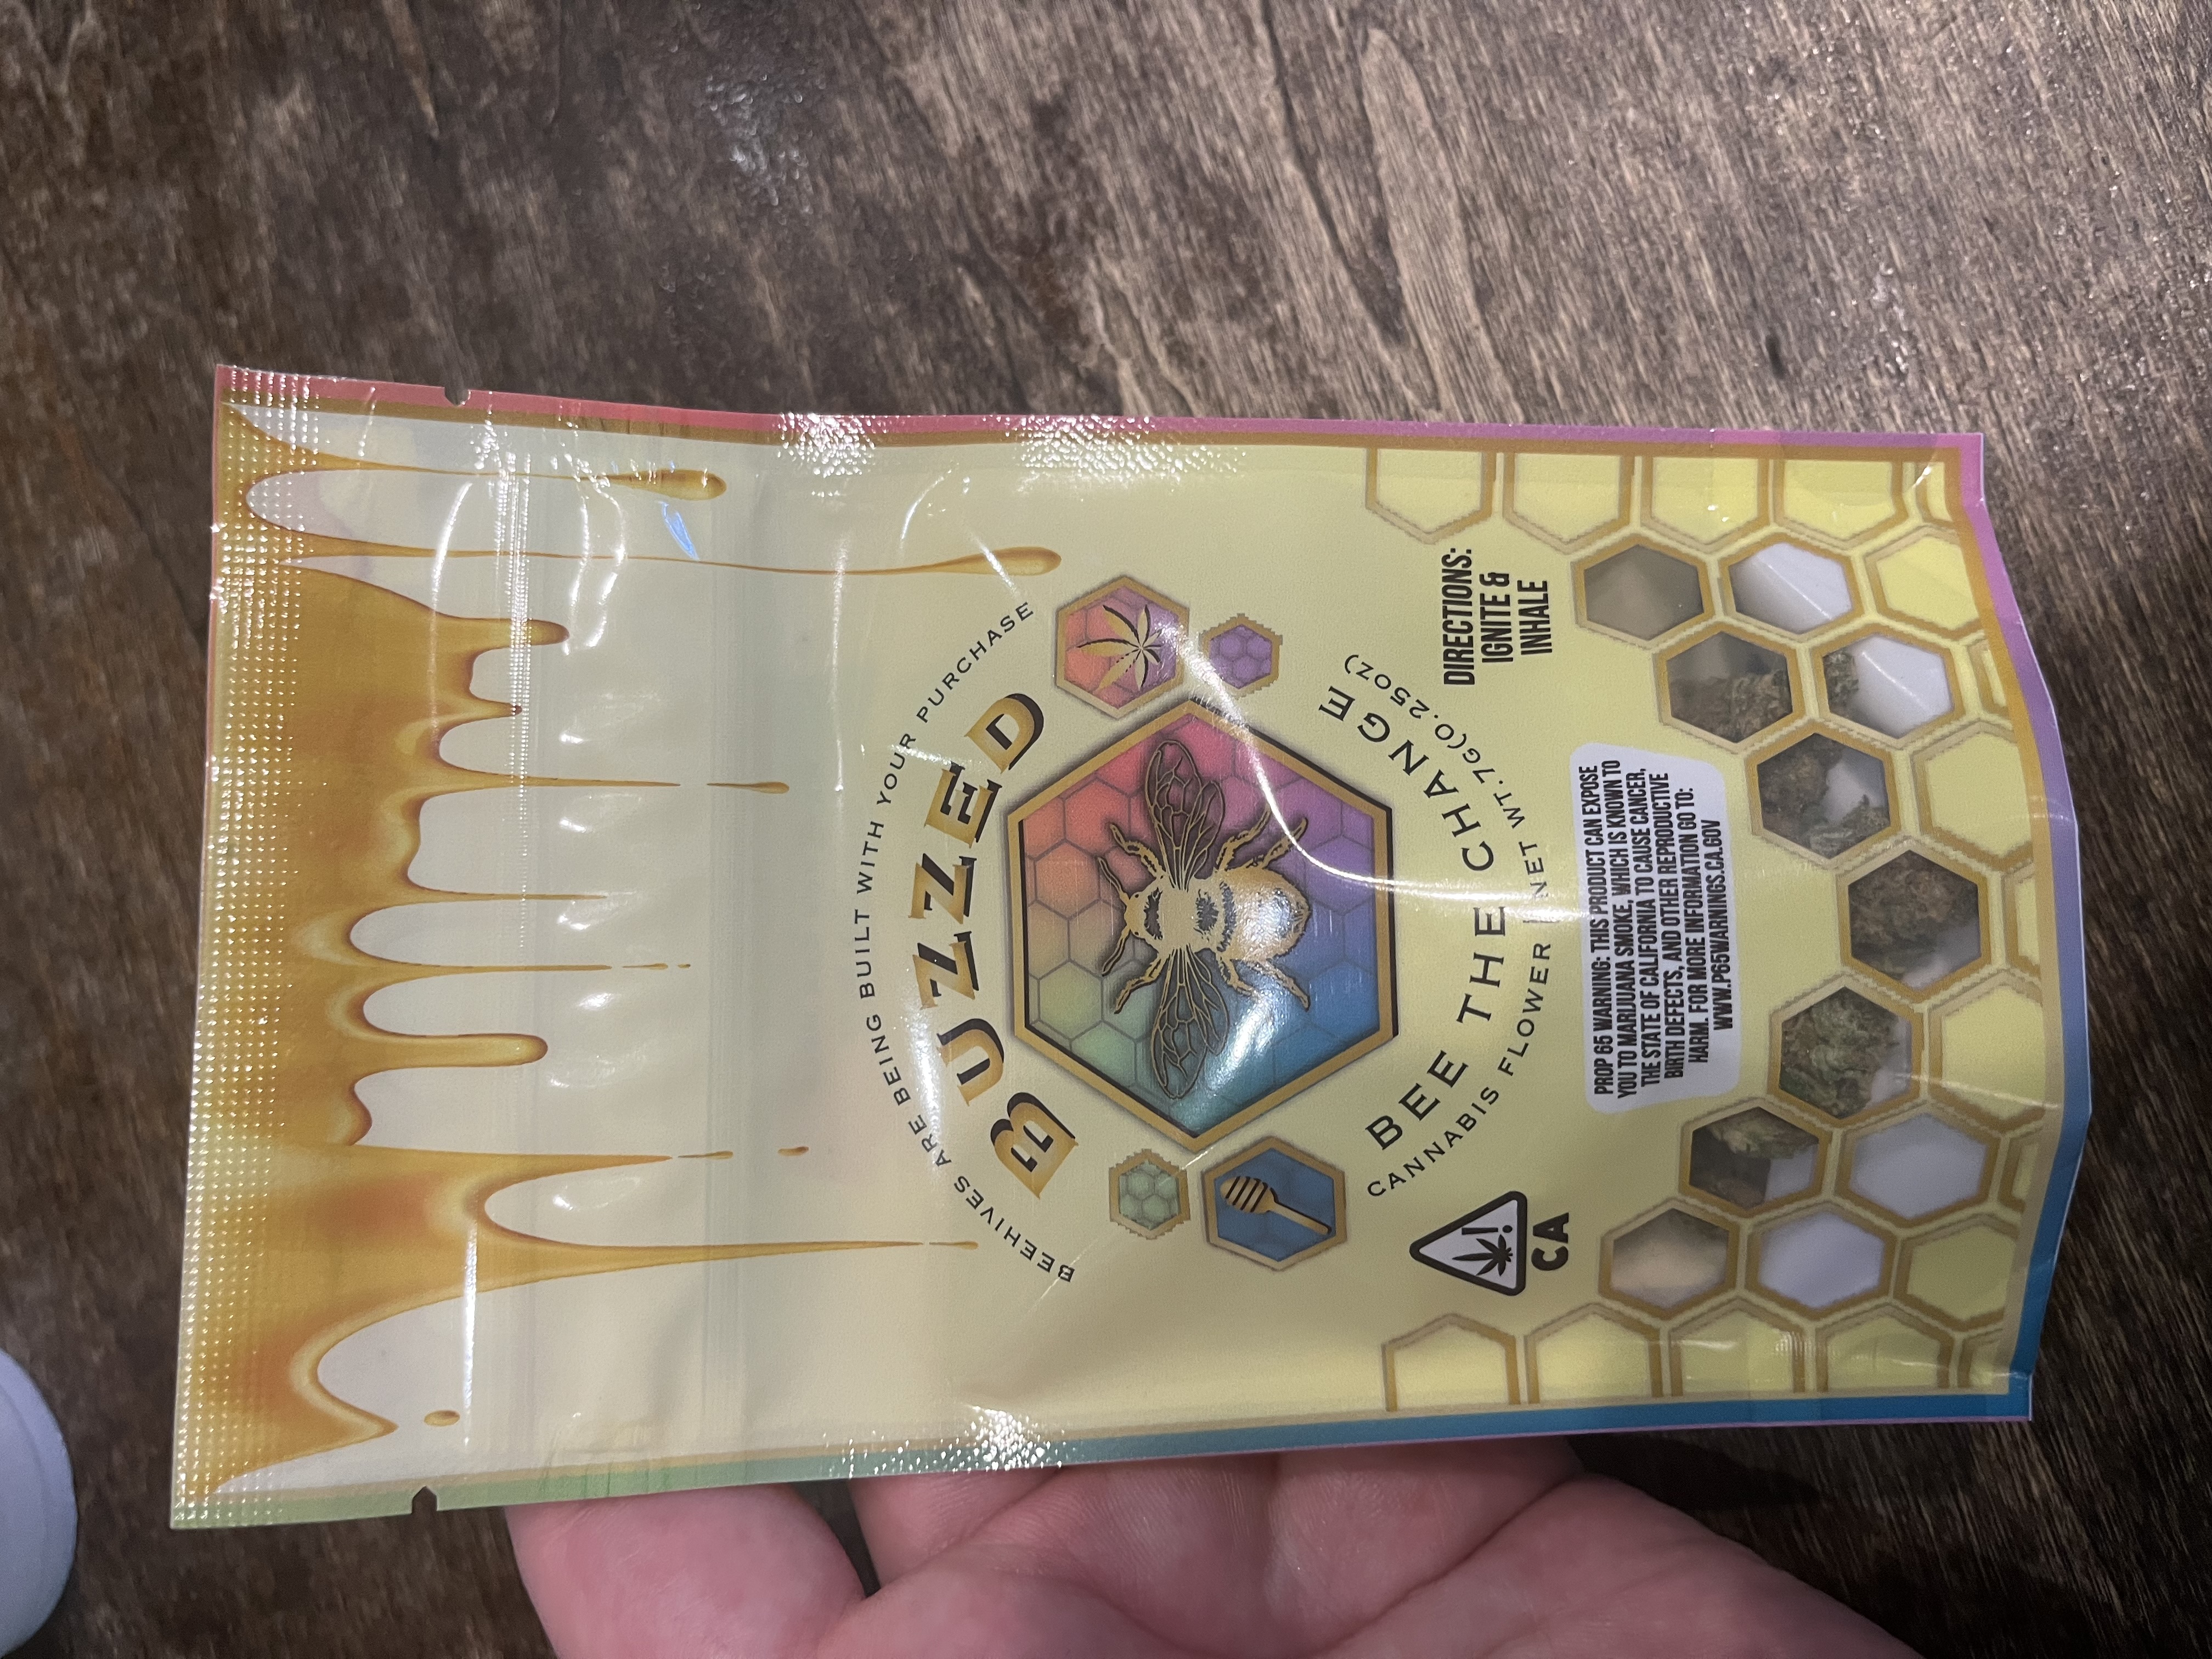 BEEHIVES ARE BEING BUILT WITH YOUR PURCHASE
BUZZED
BEE THE CHANGE
CANNABIS FLOWER | NET WT. .7G(0.25OZ)
CA
DIRECTIONS:
IGNITE &
INHALE
PROP 65 WARNING: THIS PRODUCT CAN EXPOSE
YOU TO MARIJUANA SMOKE, WHICH IS KNOWN TO
THE STATE OF CALIFORNIA TO CAUSE CANCER,
BIRTH DEFECTS, AND OTHER REPRODUCTIVE
HARM. FOR MORE INFORMATION GO TO:
WWW.P65WARNINGS.CA.GOV